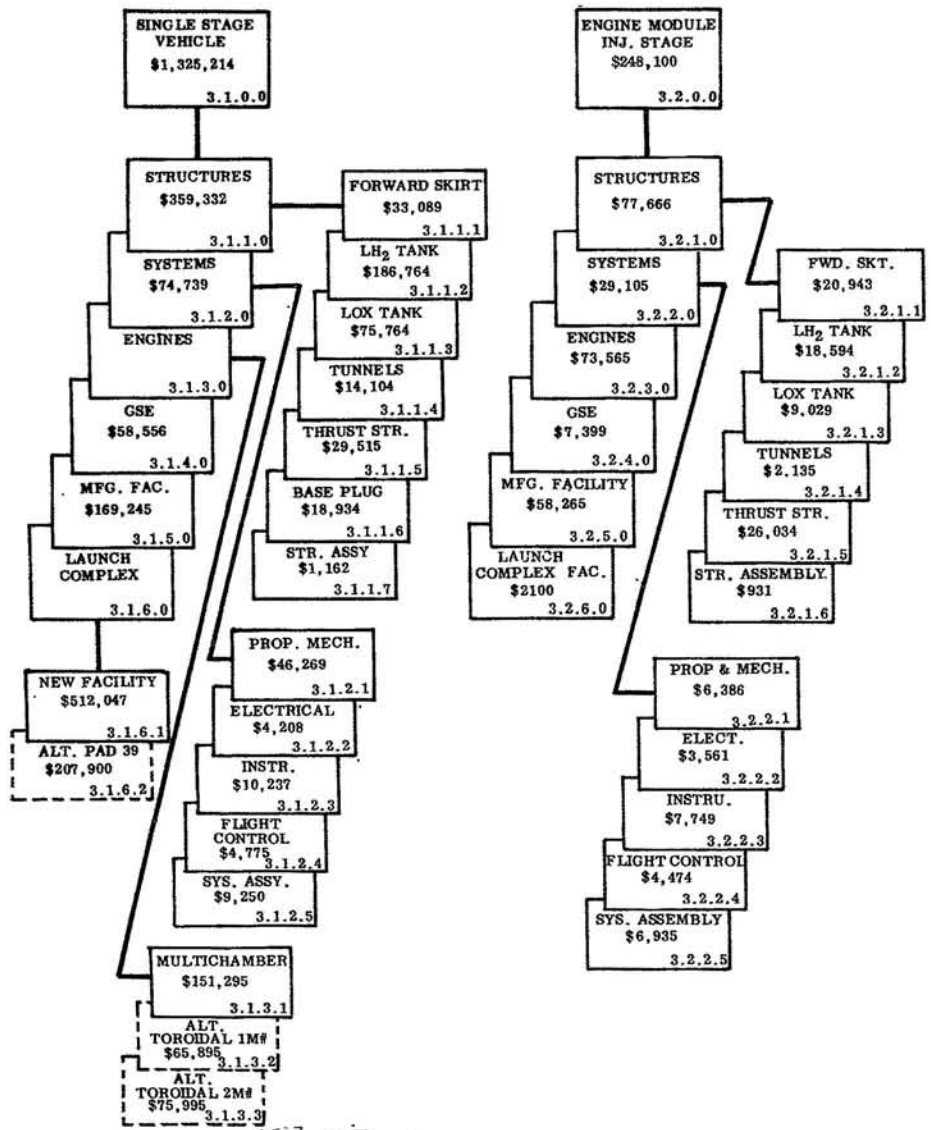 SINGLE STAGE
VEHICLE
$1,325,214
3.1.0.0
STRUCTURES
$359,332
3.1.1.0
SYSTEMS
$74,739
3.1.2.0
ENGINES
3.1.3.0
GSE
$58,556
3.1.4.0
MFG. FAC.
$169,245
3.1.5.0
LAUNCH
COMPLEX
3.1.6.0
NEW FACILITY
$512,047
3.1.6.1
ALT. PAD 39
$207,900
3.1.6.2
FORWARD SKIRT
$33,089
3.1.1.1
LH2 TANK
$186,764
3.1.1.2
LOX TANK
$75,764
3.1.1.3
TUNNELS
$14,104
3.1.1.4
THRUST STR.
$29,515
3.1.1.5
BASE PLUG
$18,934
3.1.1.6
STR. ASSY
$1,162
3.1.1.7
PROP. MECH.
$46,269
3.1.2.1
ELECTRICAL
$4,208
3.1.2.2
INSTR.
$10,237
3.1.2.3
FLIGHT
CONTROL
$4,775
3.1.2.4
SYS. ASSY.
$9,250
3.1.2.5
MULTICHAMBER
$151,295
3.1.3.1
ALT.
TOROIDAL 1M#
$65,895
3.1.3.2
ALT.
TOROIDAL 2M#
$75,995
3.1.3.3
ENGINE MODULE
INJ. STAGE
$248,100
3.2.0.0
STRUCTURES
$77,666
3.2.1.0
SYSTEMS
$29,105
3.2.2.0
ENGINES
$73,565
3.2.3.0
GSE
$7,399
3.2.4.0
MFG. FACILITY
$58,265
3.2.5.0
LAUNCH
COMPLEX FAC.
$2100
3.2.6.0
FWD. SKT.
$20,943
3.2.1.1
LH2 TANK
$18,594
3.2.1.2
LOX TANK
$9,029
3.2.1.3
TUNNELS
$2.135
3.2.1.4
THRUST STR.
$26,034
3.2.1.5
STR. ASSEMBLY.
$931
3.2.1.6
PROP & MECH.
$6,386
3.2.2.1
ELECT.
$3,561
3.2.2.2
INSTRU.
$7,749
3.2.2.3
FLIGHT CONTROL
$4,474
3.2.2.4
SYS. ASSEMBLY
$6,935
3.2.2.5